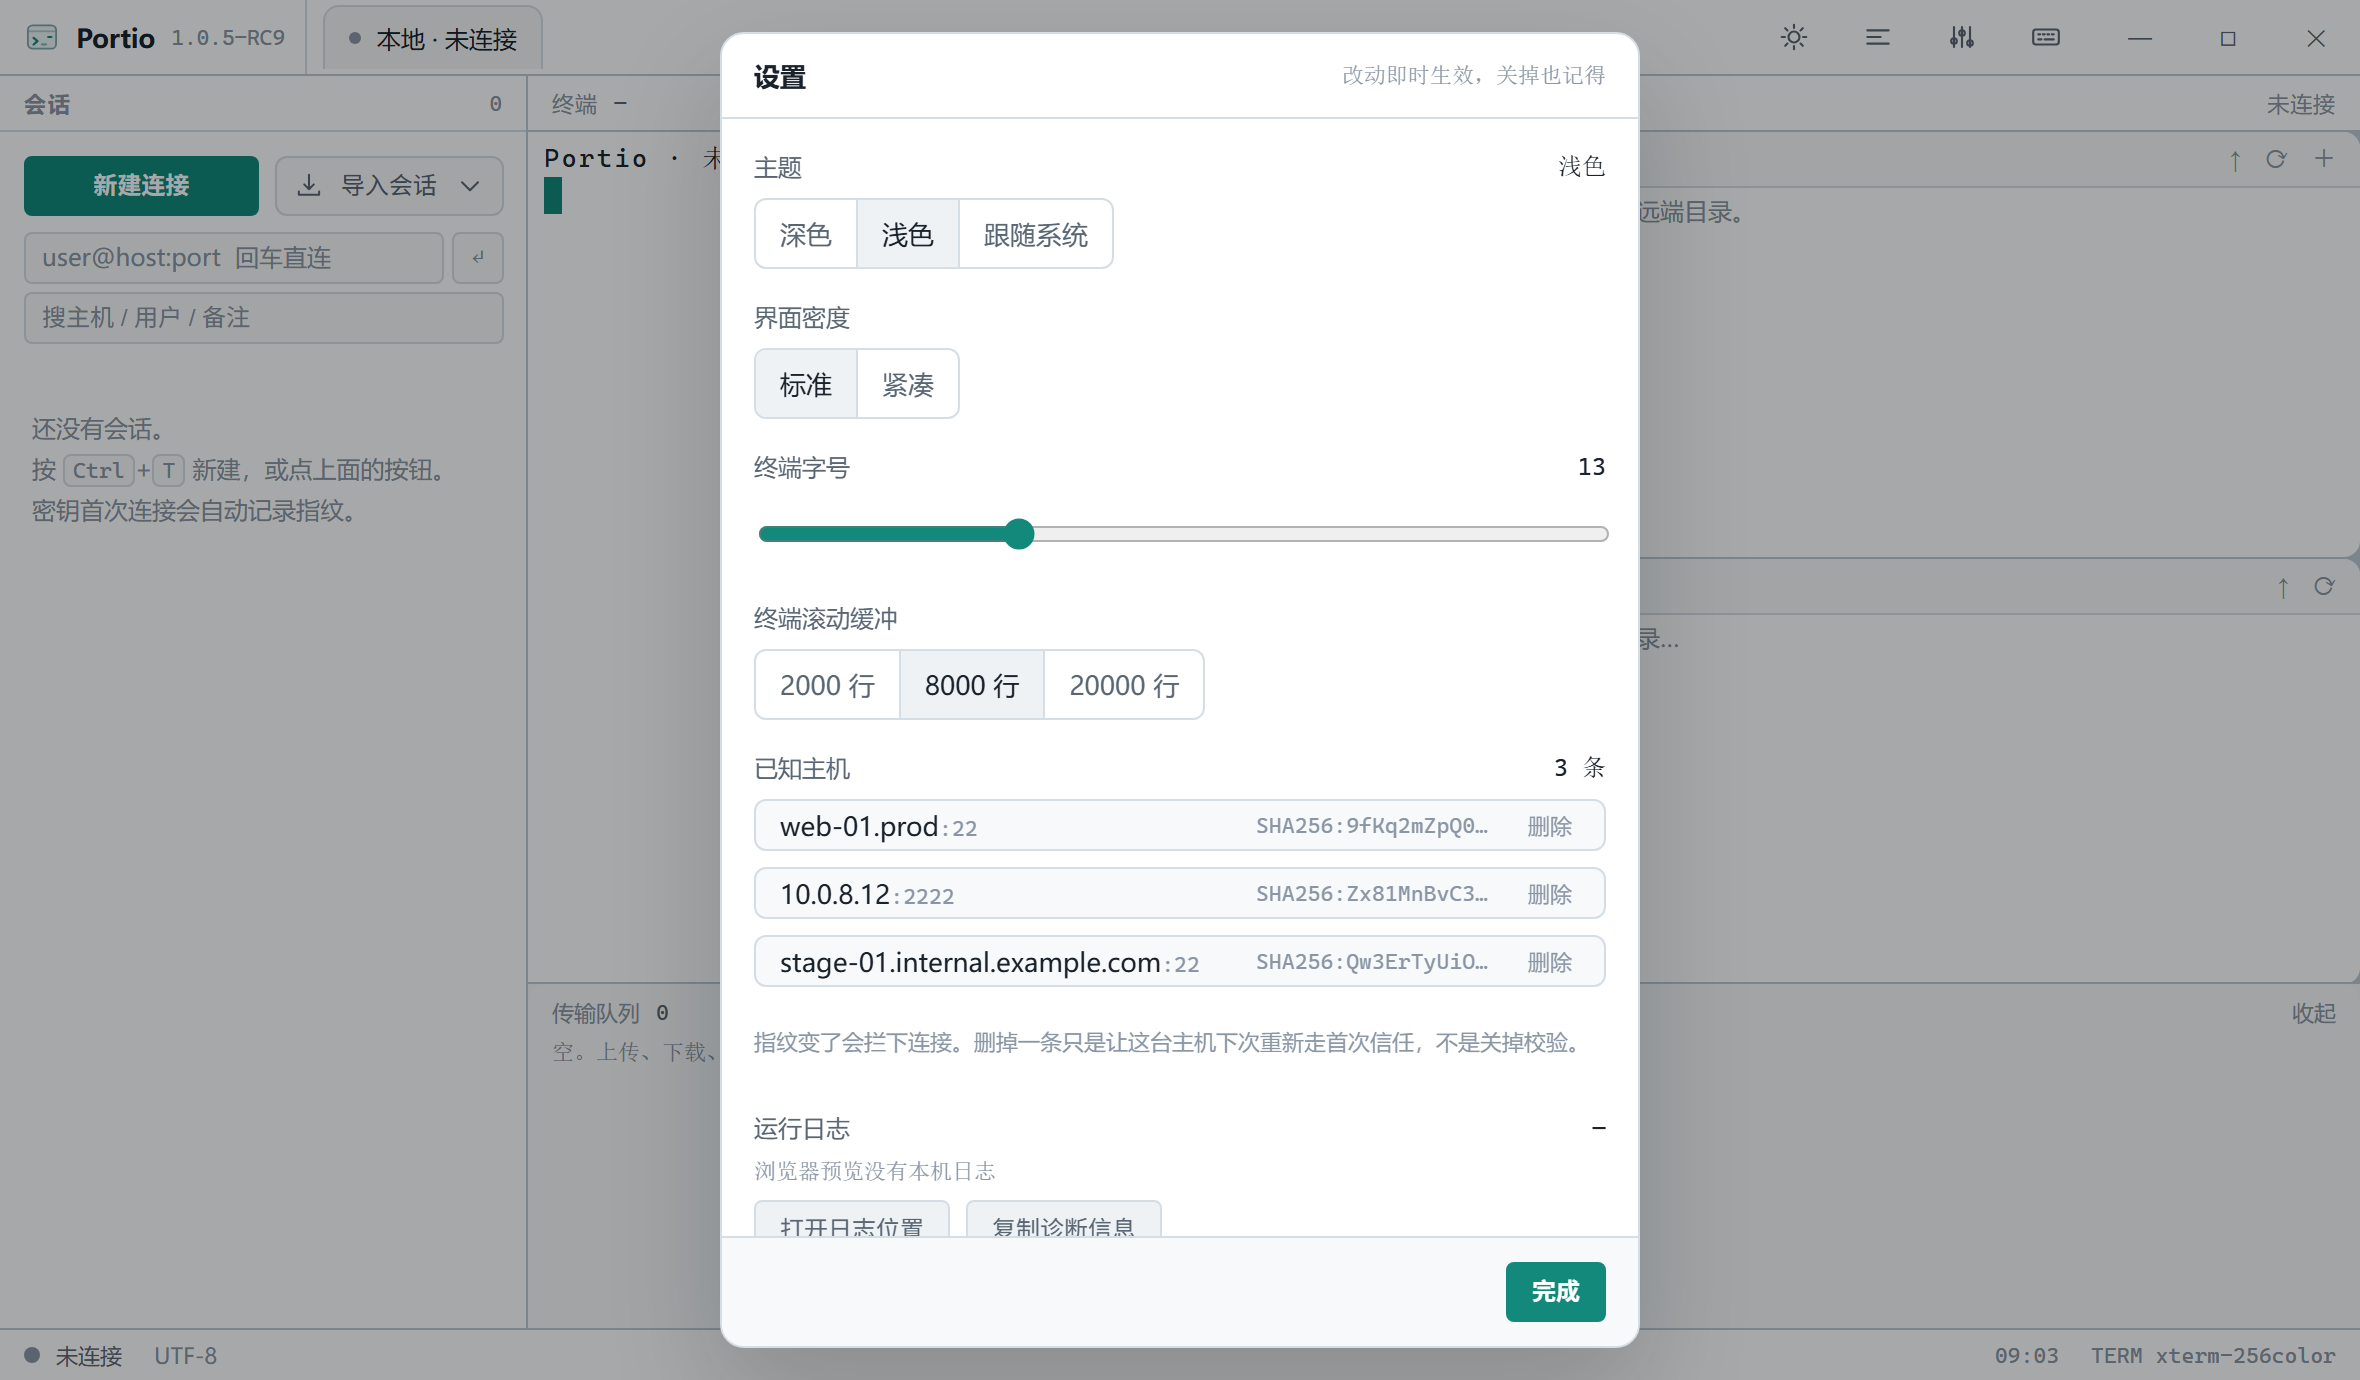 Portio 1.0.5-RC9
本地 · 未连接
会话 0
新建连接
导入会话
user@host:port 回车直连
搜主机 / 用户 / 备注
还没有会话。
按 Ctrl+T 新建，或点上面的按钮。
密钥首次连接会自动记录指纹。
终端 —
未连接
Portio · 未
远端目录。
录…
传输队列 0
收起
空。上传、下载、
设置
改动即时生效，关掉也记得
主题 浅色
深色 浅色 跟随系统
界面密度
标准 紧凑
终端字号 13
终端滚动缓冲
2000 行 8000 行 20000 行
已知主机 3 条
web-01.prod:22 SHA256:9fKq2mZpQ0… 删除
10.0.8.12:2222 SHA256:Zx81MnBvC3… 删除
stage-01.internal.example.com:22 SHA256:Qw3ErTyUiO… 删除
指纹变了会拦下连接。删掉一条只是让这台主机下次重新走首次信任，不是关掉校验。
运行日志 —
浏览器预览没有本机日志
打开日志位置 复制诊断信息
完成
未连接 UTF-8
09:03 TERM xterm-256color